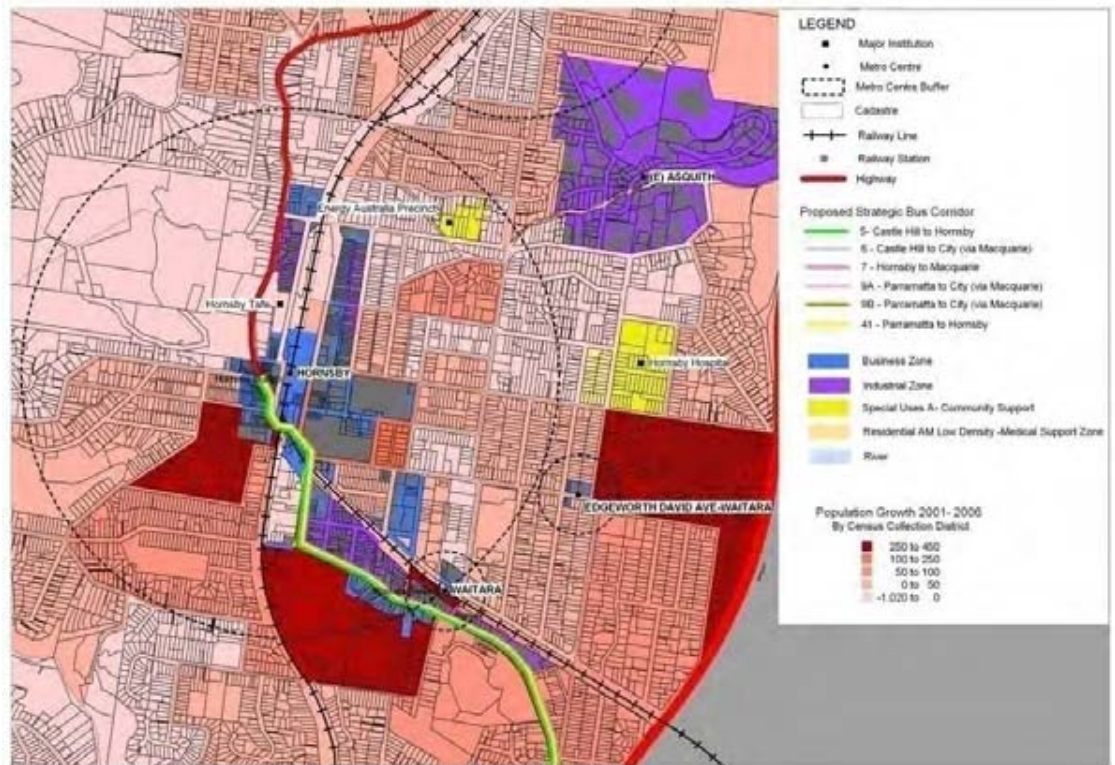 LEGEND
Major Institution
Metro Centre
Metro Centre Buffer
Cadastre
Railway Line
Railway Station
Highway
Proposed Strategic Bus Corridor
5- Castle Hill to Hornsby
6 - Castle Hill to City (via Macquarie)
7 - Hornsby to Macquarie
9A - Parramatta to City (via Macquarie)
9B - Parramatta to City (via Macquarie)
41 - Parramatta to Hornsby
Business Zone
Industrial Zone
Special Uses A- Community Support
Residential AM Low Density -Medical Support Zone
River
Population Growth 2001- 2006
By Census Collection District
250 to 450
100 to 250
50 to 100
0 to 50
-1,020 to 0
(E) ASQUITH
Energy Australia Precinct
Hornsby Tafe
HORNSBY
Hornsby Hospital
EDGEWORTH DAVID AVE-WAITARA
WAITARA